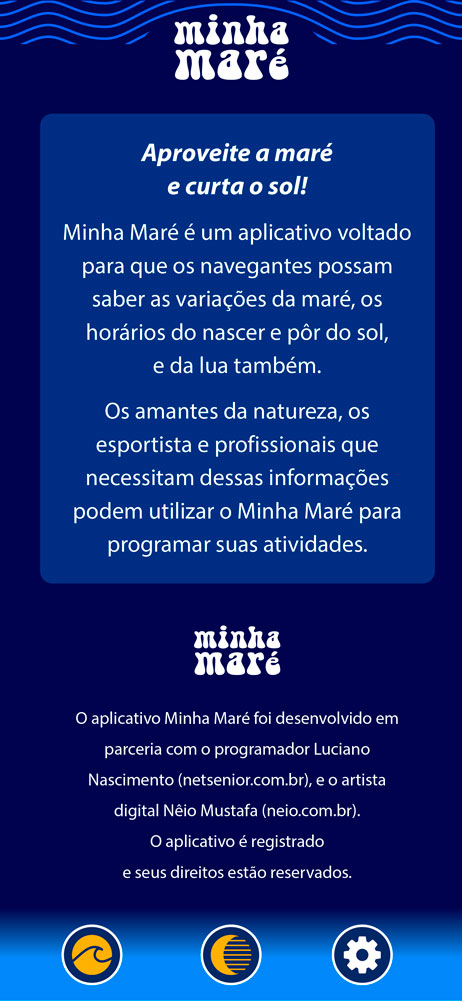 minha
maré
Aproveite a maré
e curta o sol!
Minha Maré é um aplicativo voltado
para que os navegantes possam
saber as variações da maré, os
horários do nascer e pôr do sol,
e da lua também.
Os amantes da natureza, os
esportista e profissionais que
necessitam dessas informações
podem utilizar o Minha Maré para
programar suas atividades.
minha
maré
O aplicativo Minha Maré foi desenvolvido em
parceria com o programador Luciano
Nascimento (netsenior.com.br), e o artista
digital Nêio Mustafa (neio.com.br).
O aplicativo é registrado
e seus direitos estão reservados.